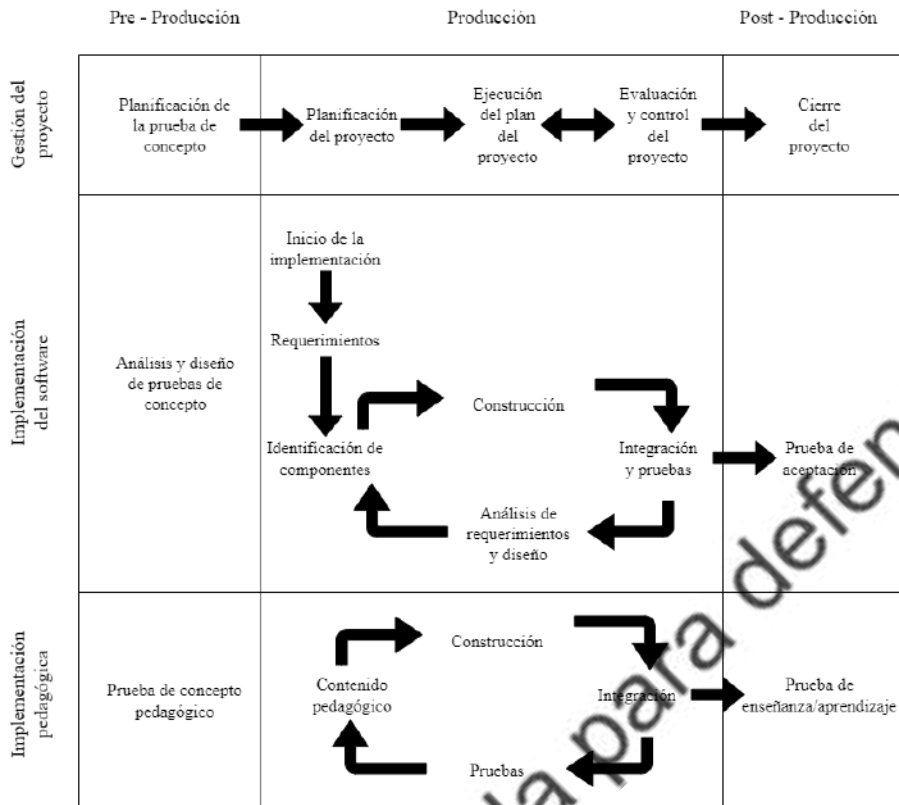 Pre - Producción
Producción
Post - Producción
Gestión del
proyecto
Planificación de
la prueba de
concepto
Planificación
del proyecto
Ejecución
del plan
del
proyecto
Evaluación
y control
del
proyecto
Cierre
del
proyecto
Implementación
del software
Análisis y diseño
de pruebas de
concepto
Inicio de la
implementación
Requerimientos
Identificación de
componentes
Construcción
Integración
y pruebas
Análisis de
requerimientos
y diseño
Prueba de
aceptación
Implementación
pedagógica
Prueba de concepto
pedagógico
Contenido
pedagógico
Construcción
Integración
Pruebas
Prueba de
enseñanza/aprendizaje
para